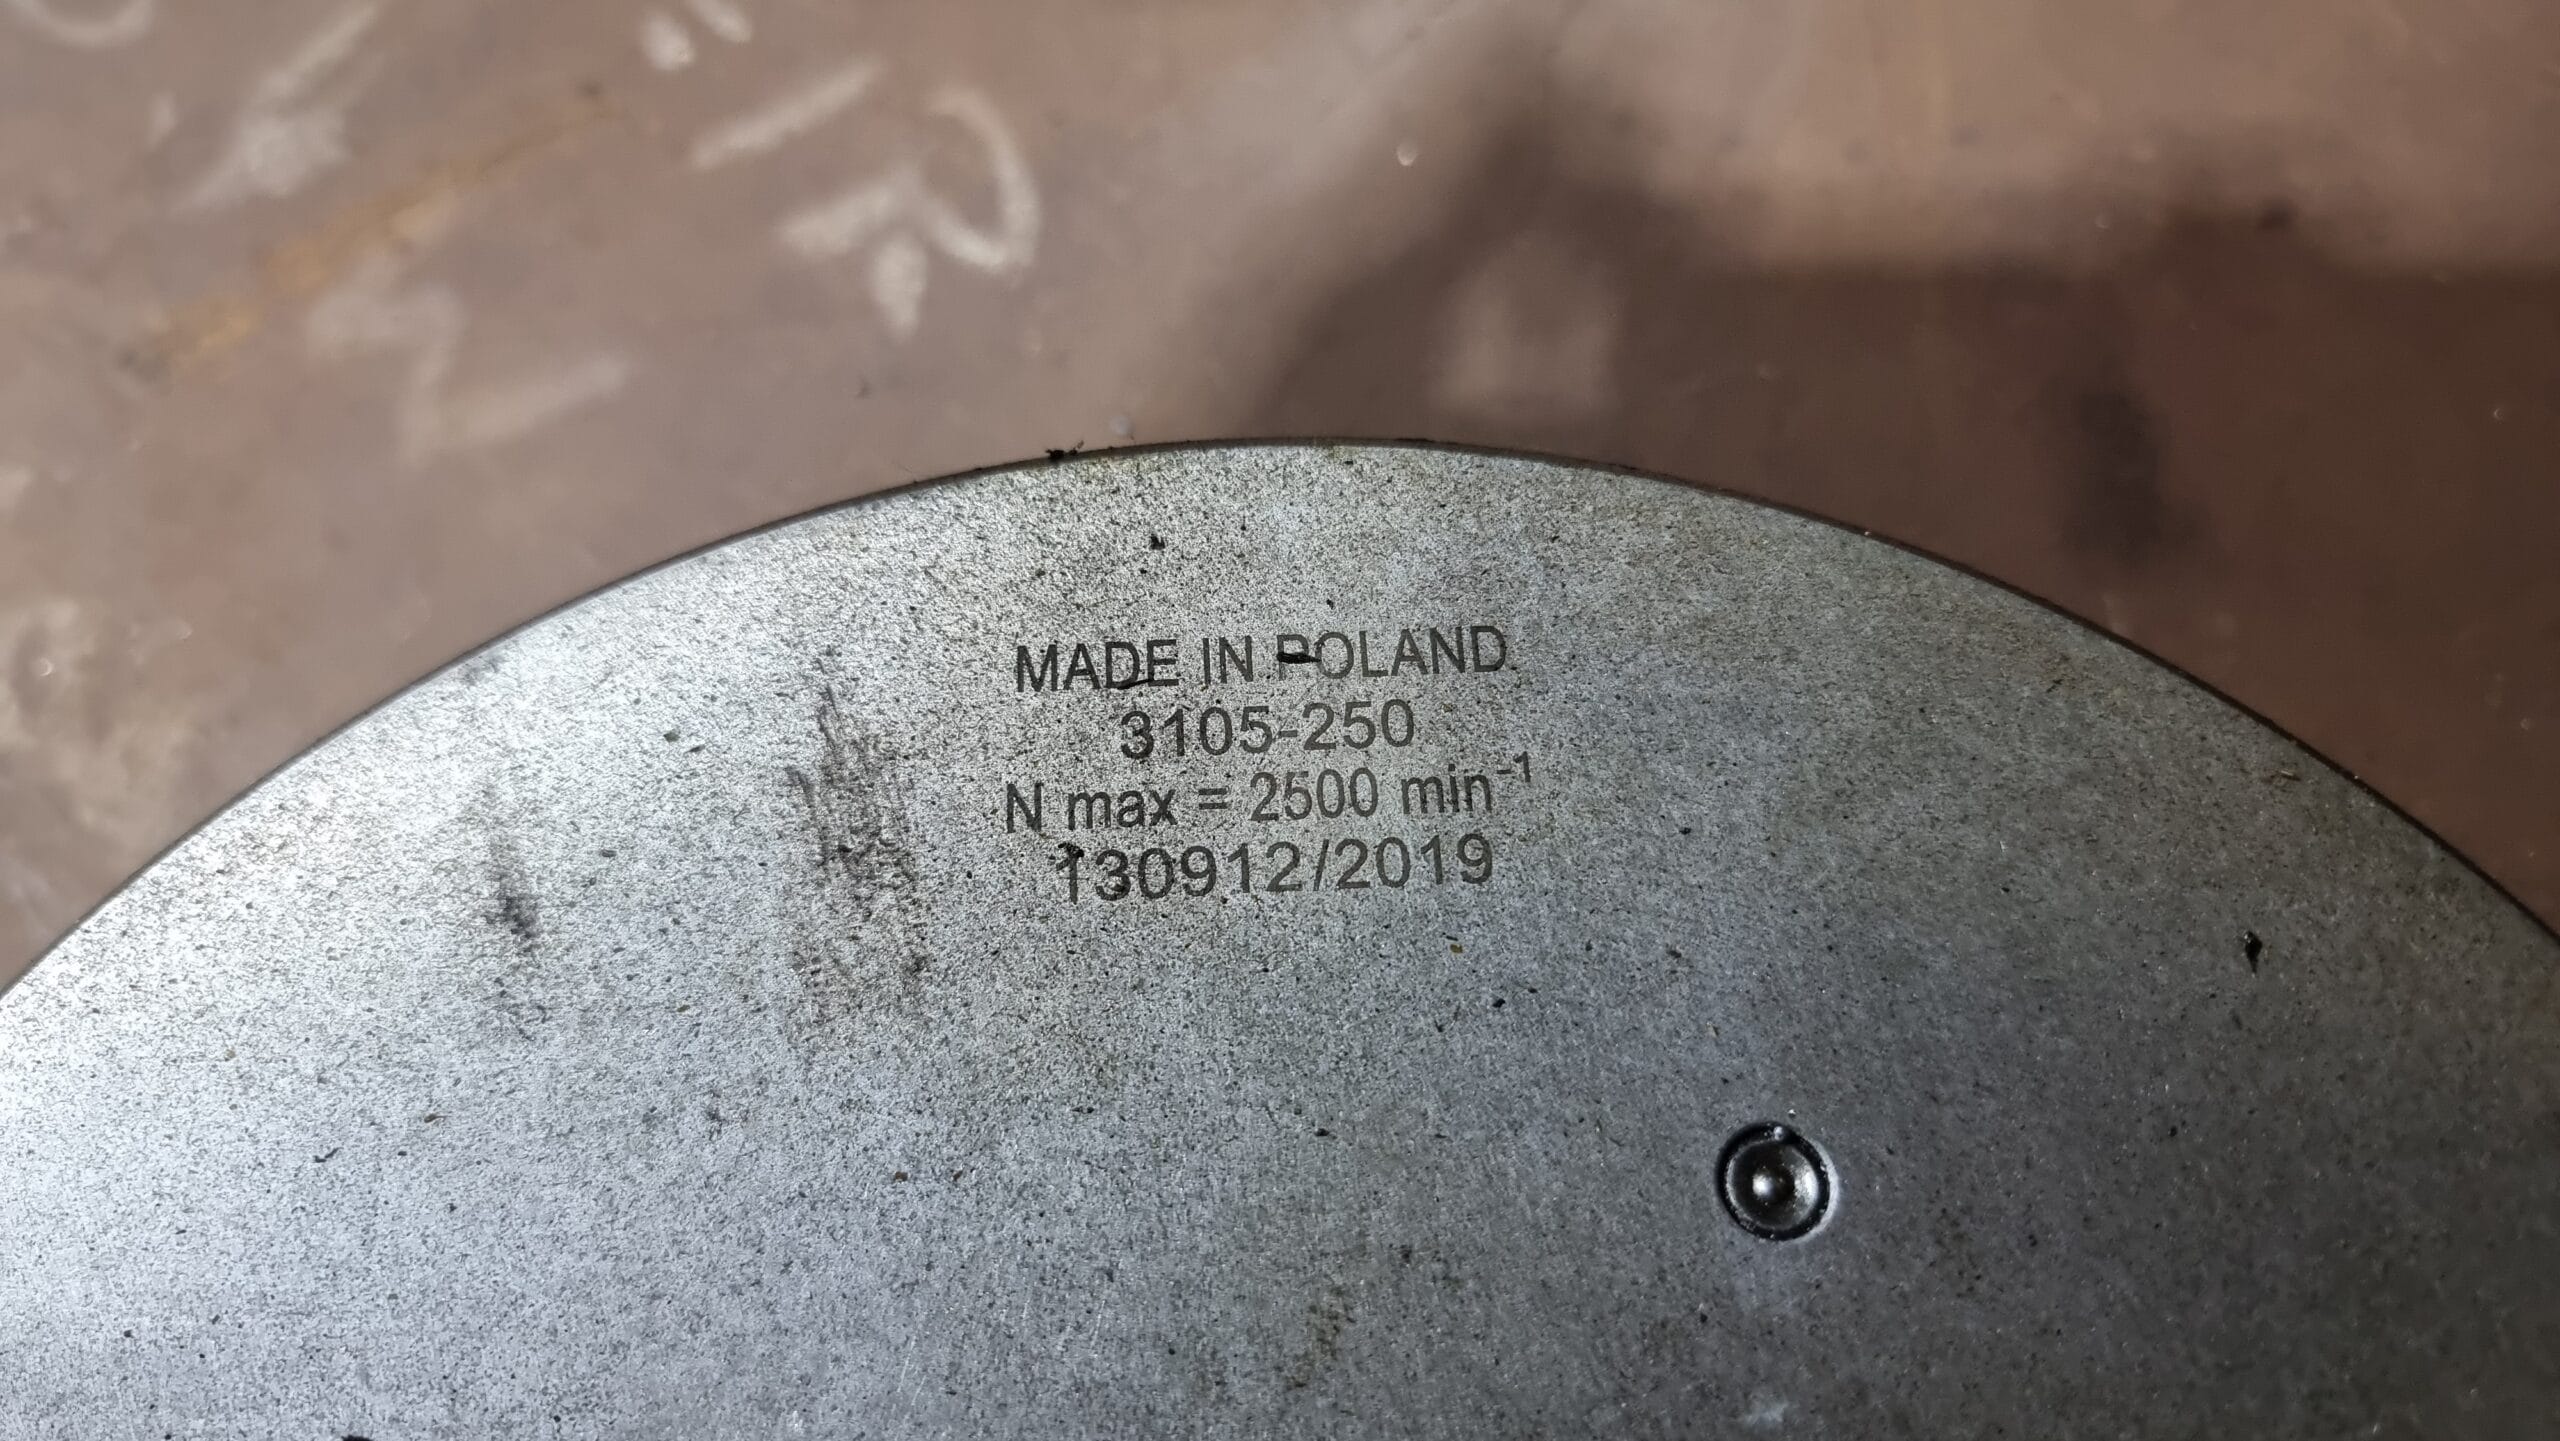 MADE IN POLAND
3105-250
N max = 2500 min⁻¹
130912/2019